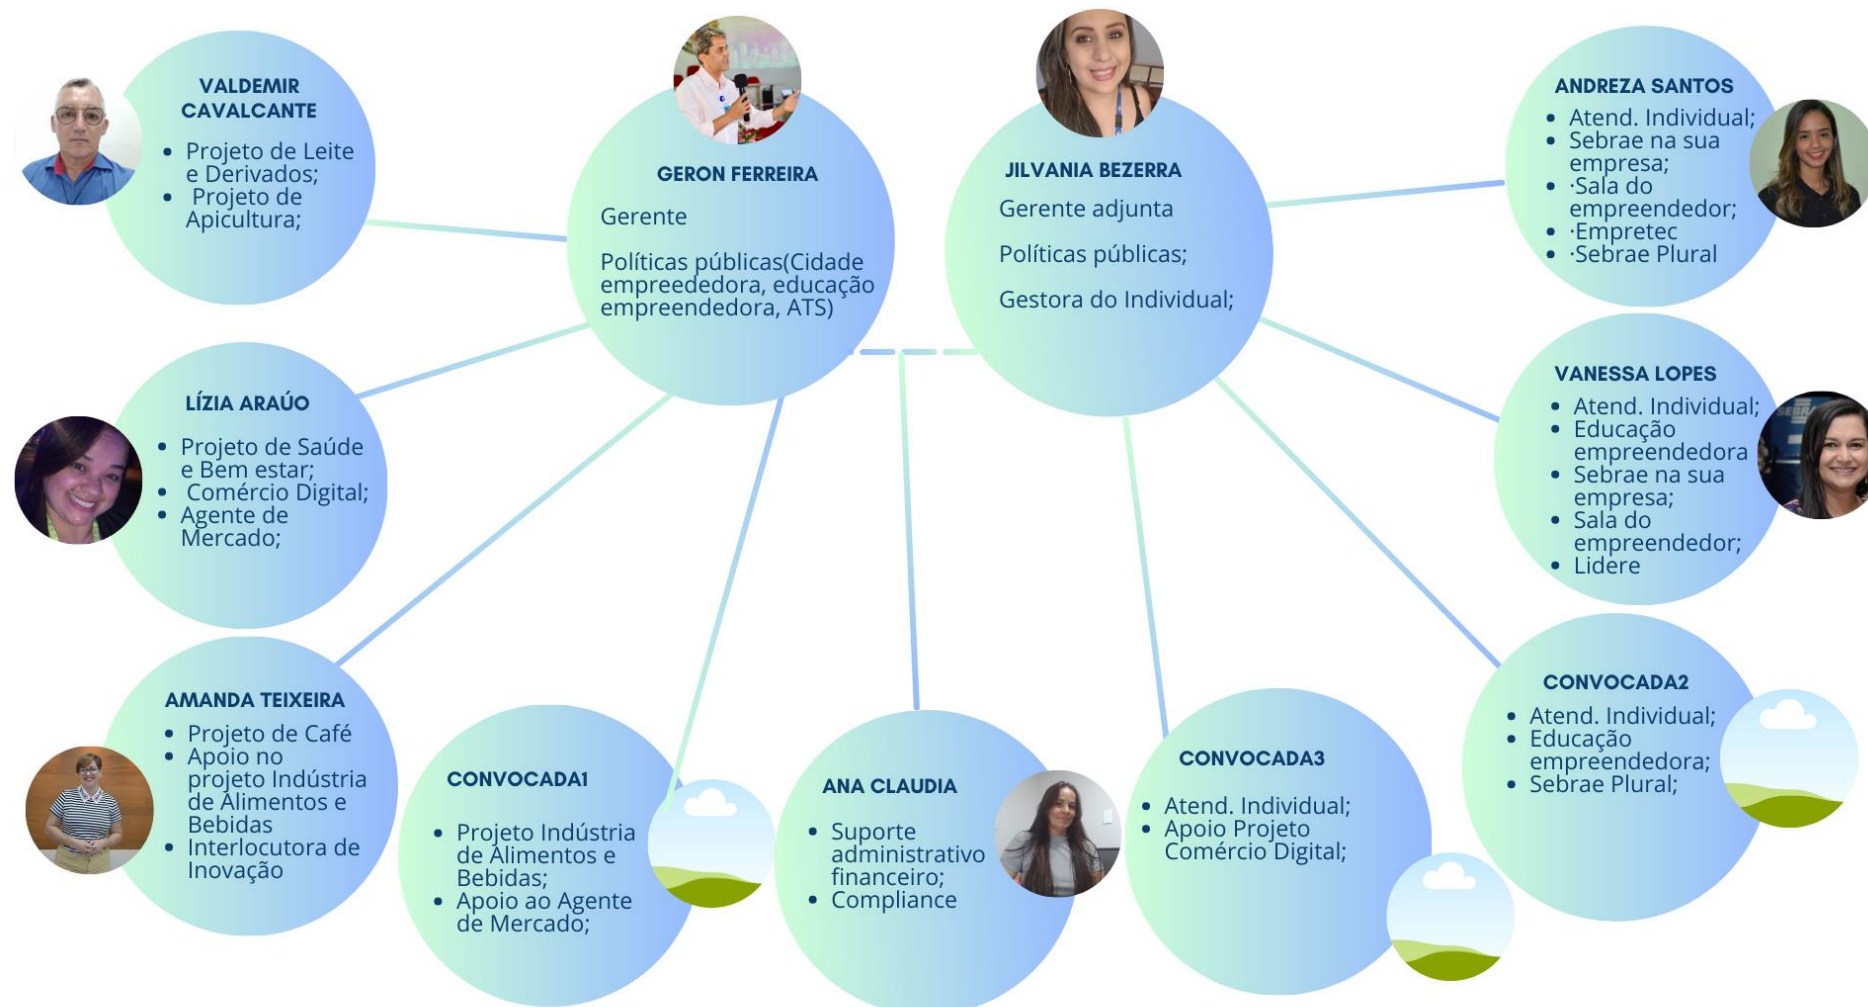 VALDEMIR
CAVALCANTE
• Projeto de Leite
e Derivados;
• Projeto de
Apicultura;
GERON FERREIRA
Gerente
Políticas públicas(Cidade
empreededora, educação
empreendedora, ATS)
JILVANIA BEZERRA
Gerente adjunta
Políticas públicas;
Gestora do Individual;
ANDREZA SANTOS
• Atend. Individual;
• Sebrae na sua
empresa;
• ·Sala do
empreendedor;
• ·Empretec
• ·Sebrae Plural
LÍZIA ARAÚO
• Projeto de Saúde
e Bem estar;
• Comércio Digital;
• Agente de
Mercado;
VANESSA LOPES
• Atend. Individual;
• Educação
empreendedora
• Sebrae na sua
empresa;
• Sala do
empreendedor;
• Lidere
AMANDA TEIXEIRA
• Projeto de Café
• Apoio no
projeto Indústria
de Alimentos e
Bebidas
• Interlocutora de
Inovação
CONVOCADA1
• Projeto Indústria
de Alimentos e
Bebidas;
• Apoio ao Agente
de Mercado;
ANA CLAUDIA
• Suporte
administrativo
financeiro;
• Compliance
CONVOCADA3
• Atend. Individual;
• Apoio Projeto
Comércio Digital;
CONVOCADA2
• Atend. Individual;
• Educação
empreendedora;
• Sebrae Plural;